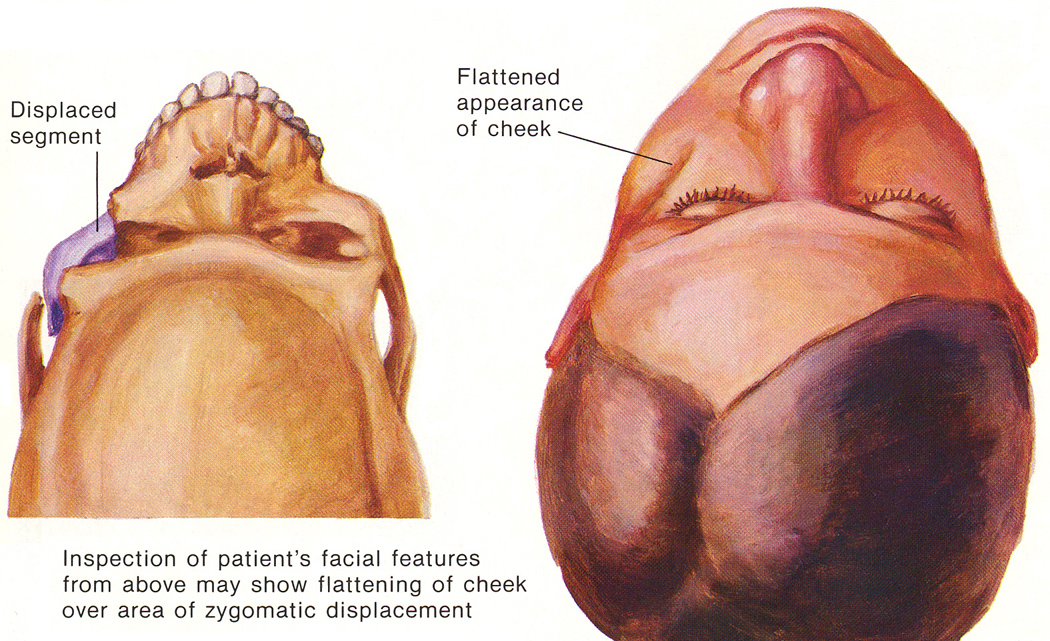 Displaced
segment
Flattened
appearance
of cheek
Inspection of patient's facial features
from above may show flattening of cheek
over area of zygomatic displacement